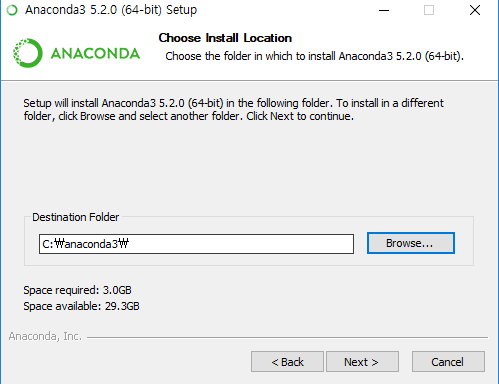 Anaconda3 5.2.0 (64-bit) Setup
ANACONDA
Choose Install Location
Choose the folder in which to install Anaconda3 5.2.0 (64-bit).
Setup will install Anaconda3 5.2.0 (64-bit) in the following folder. To install in a different
folder, click Browse and select another folder. Click Next to continue.
Destination Folder
C:₩anaconda3₩
Browse...
Space required: 3.0GB
Space available: 29.3GB
Anaconda, Inc.
< Back
Next >
Cancel